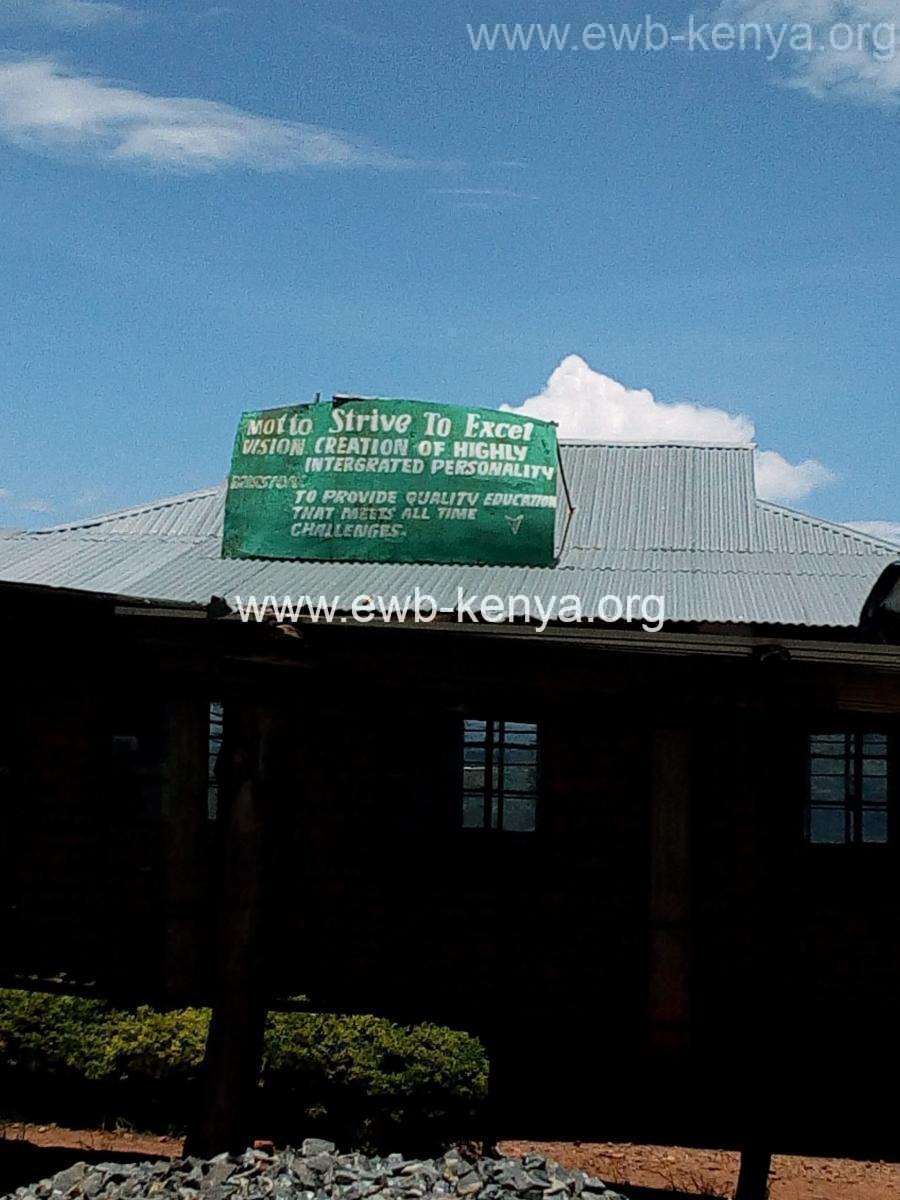 www.ewb-kenya.org
Motto Strive To Excel
VISION CREATION OF HIGHLY
INTERGRATED PERSONALITY
TO PROVIDE QUALITY EDUCATION
THAT MEETS ALL TIME
CHALLENGES.
www.ewb-kenya.org